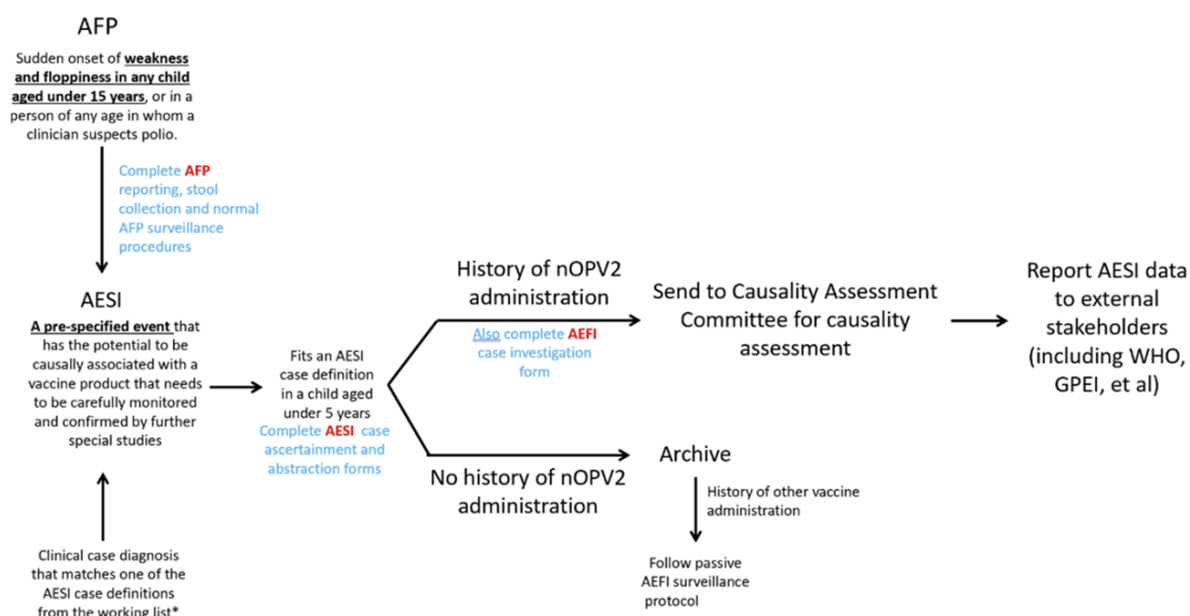 AFP
Sudden onset of weakness
and floppiness in any child
aged under 15 years, or in a
person of any age in whom a
clinician suspects polio.
Complete AFP
reporting, stool
collection and normal
AFP surveillance
procedures
AESI
A pre-specified event that
has the potential to be
causally associated with a
vaccine product that needs
to be carefully monitored
and confirmed by further
special studies
Clinical case diagnosis
that matches one of the
AESI case definitions
from the working list*
Fits an AESI
case definition
in a child aged
under 5 years
Complete AESI case
ascertainment and
abstraction forms
History of nOPV2
administration
Also complete AEFI
case investigation
form
No history of nOPV2
administration
Send to Causality Assessment
Committee for causality
assessment
Report AESI data
to external
stakeholders
(including WHO,
GPEI, et al)
Archive
History of other vaccine
administration
Follow passive
AEFI surveillance
protocol